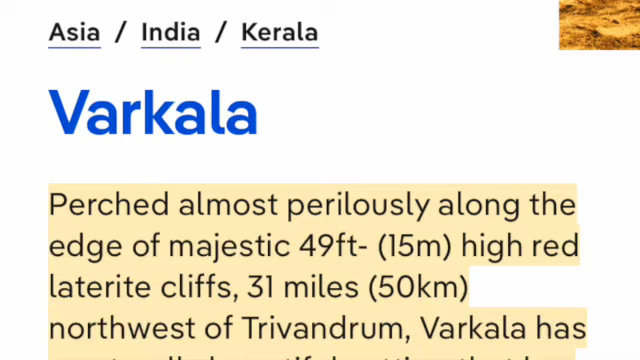 Asia / India / Kerala
Varkala
Perched almost perilously along the
edge of majestic 49ft- (15m) high red
laterite cliffs, 31 miles (50km)
northwest of Trivandrum, Varkala has